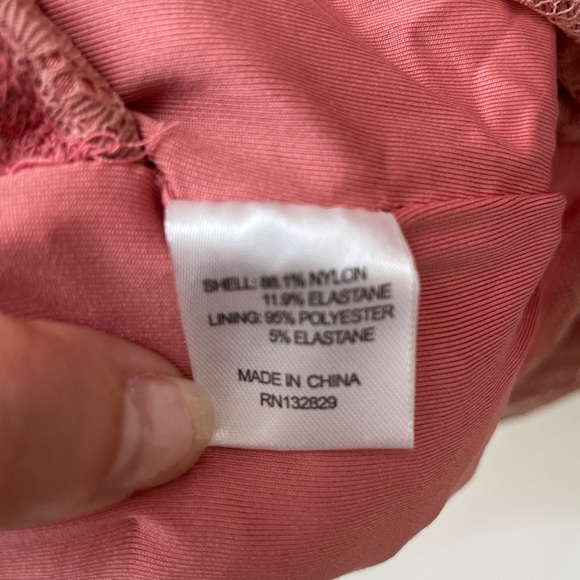 SHELL: 88.1% NYLON
11.9% ELASTANE
LINING: 95% POLYESTER
5% ELASTANE
MADE IN CHINA
RN132829